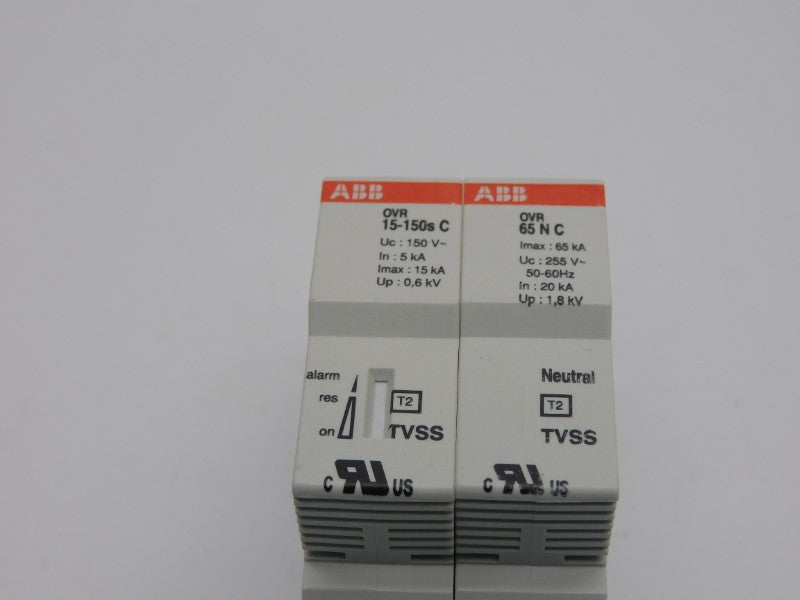 ABB
OVR
15-150s C
Uc : 150 V~
In : 5 kA
Imax : 15 kA
Up : 0,6 kV
alarm
res
on
T2
TVSS
C RU US
ABB
OVR
65 N C
Imax : 65 kA
Uc : 255 V~
50-60Hz
In : 20 kA
Up : 1,8 kV
Neutral
T2
TVSS
C RU US